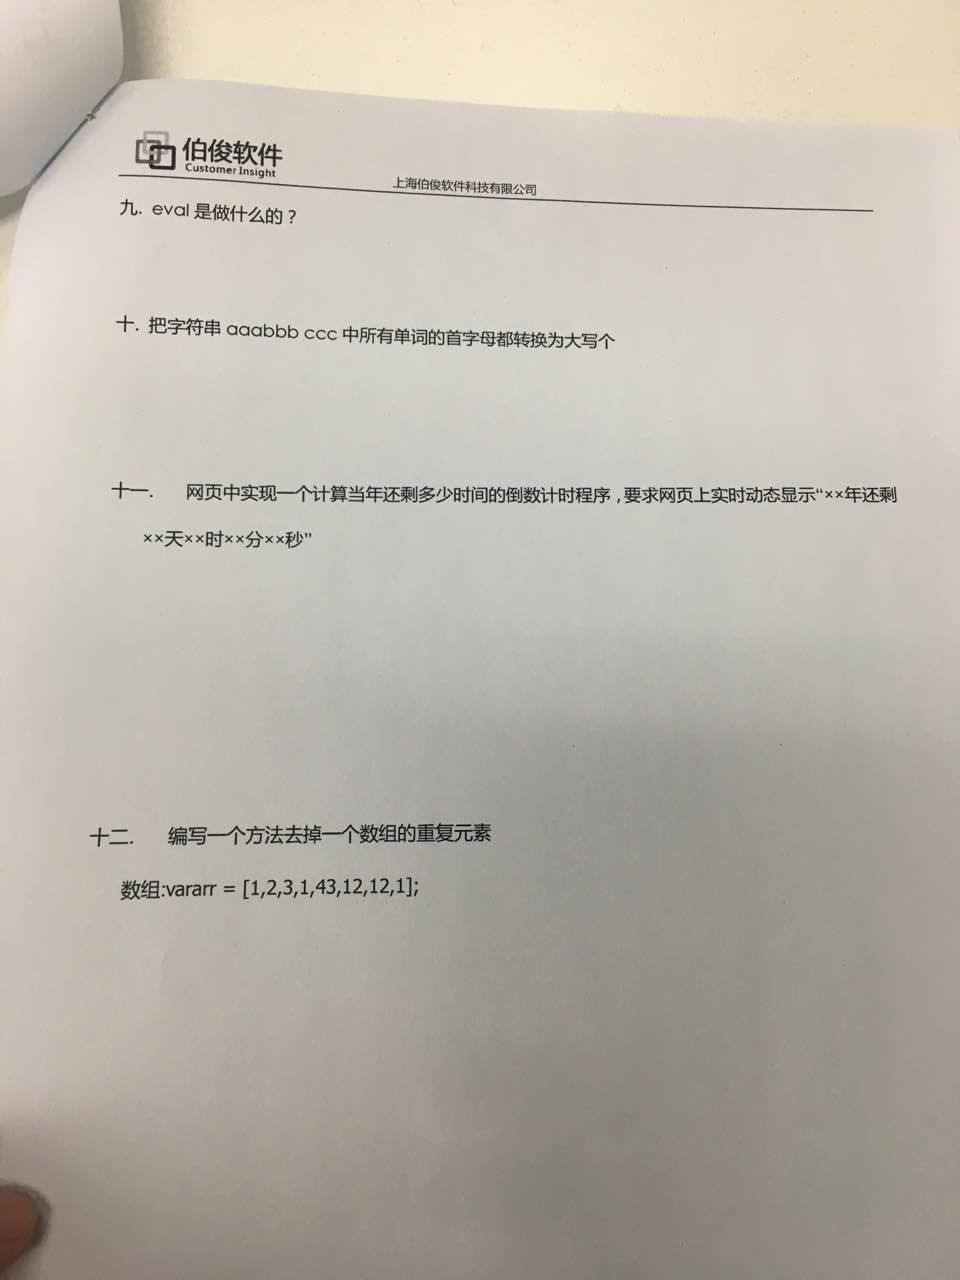 伯俊软件
Customer Insight
上海伯俊软件科技有限公司
九. eval 是做什么的？
十. 把字符串 aaabbb ccc 中所有单词的首字母都转换为大写个
十一. 网页中实现一个计算当年还剩多少时间的倒数计时程序，要求网页上实时动态显示“××年还剩
××天××时××分××秒”
十二. 编写一个方法去掉一个数组的重复元素
数组:vararr = [1,2,3,1,43,12,12,1];